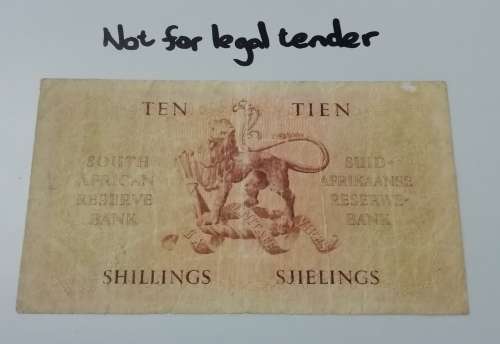 Not for legal tender
TEN TIEN
SOUTH AFRICAN RESERVE BANK
SUID-AFRIKAANSE RESERWE-BANK
SHILLINGS SJIELINGS